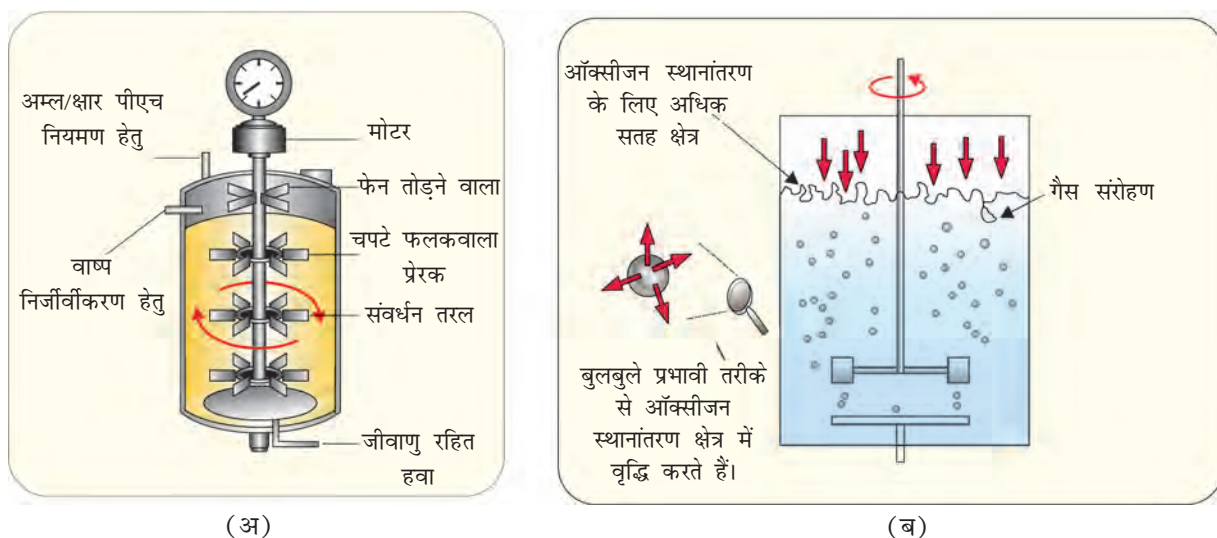 अम्ल/क्षार पीएच
नियमण हेतु
मोटर
फेन तोड़ने वाला
चपटे फलकवाला
प्रेरक
वाष्प
निर्जीर्वीकरण हेतु
संवर्धन तरल
जीवाणु रहित
हवा
(अ)
ऑक्सीजन स्थानांतरण
के लिए अधिक
सतह क्षेत्र
गैस संरोहण
बुलबुले प्रभावी तरीके
से ऑक्सीजन
स्थानांतरण क्षेत्र में
वृद्धि करते हैं।
(ब)